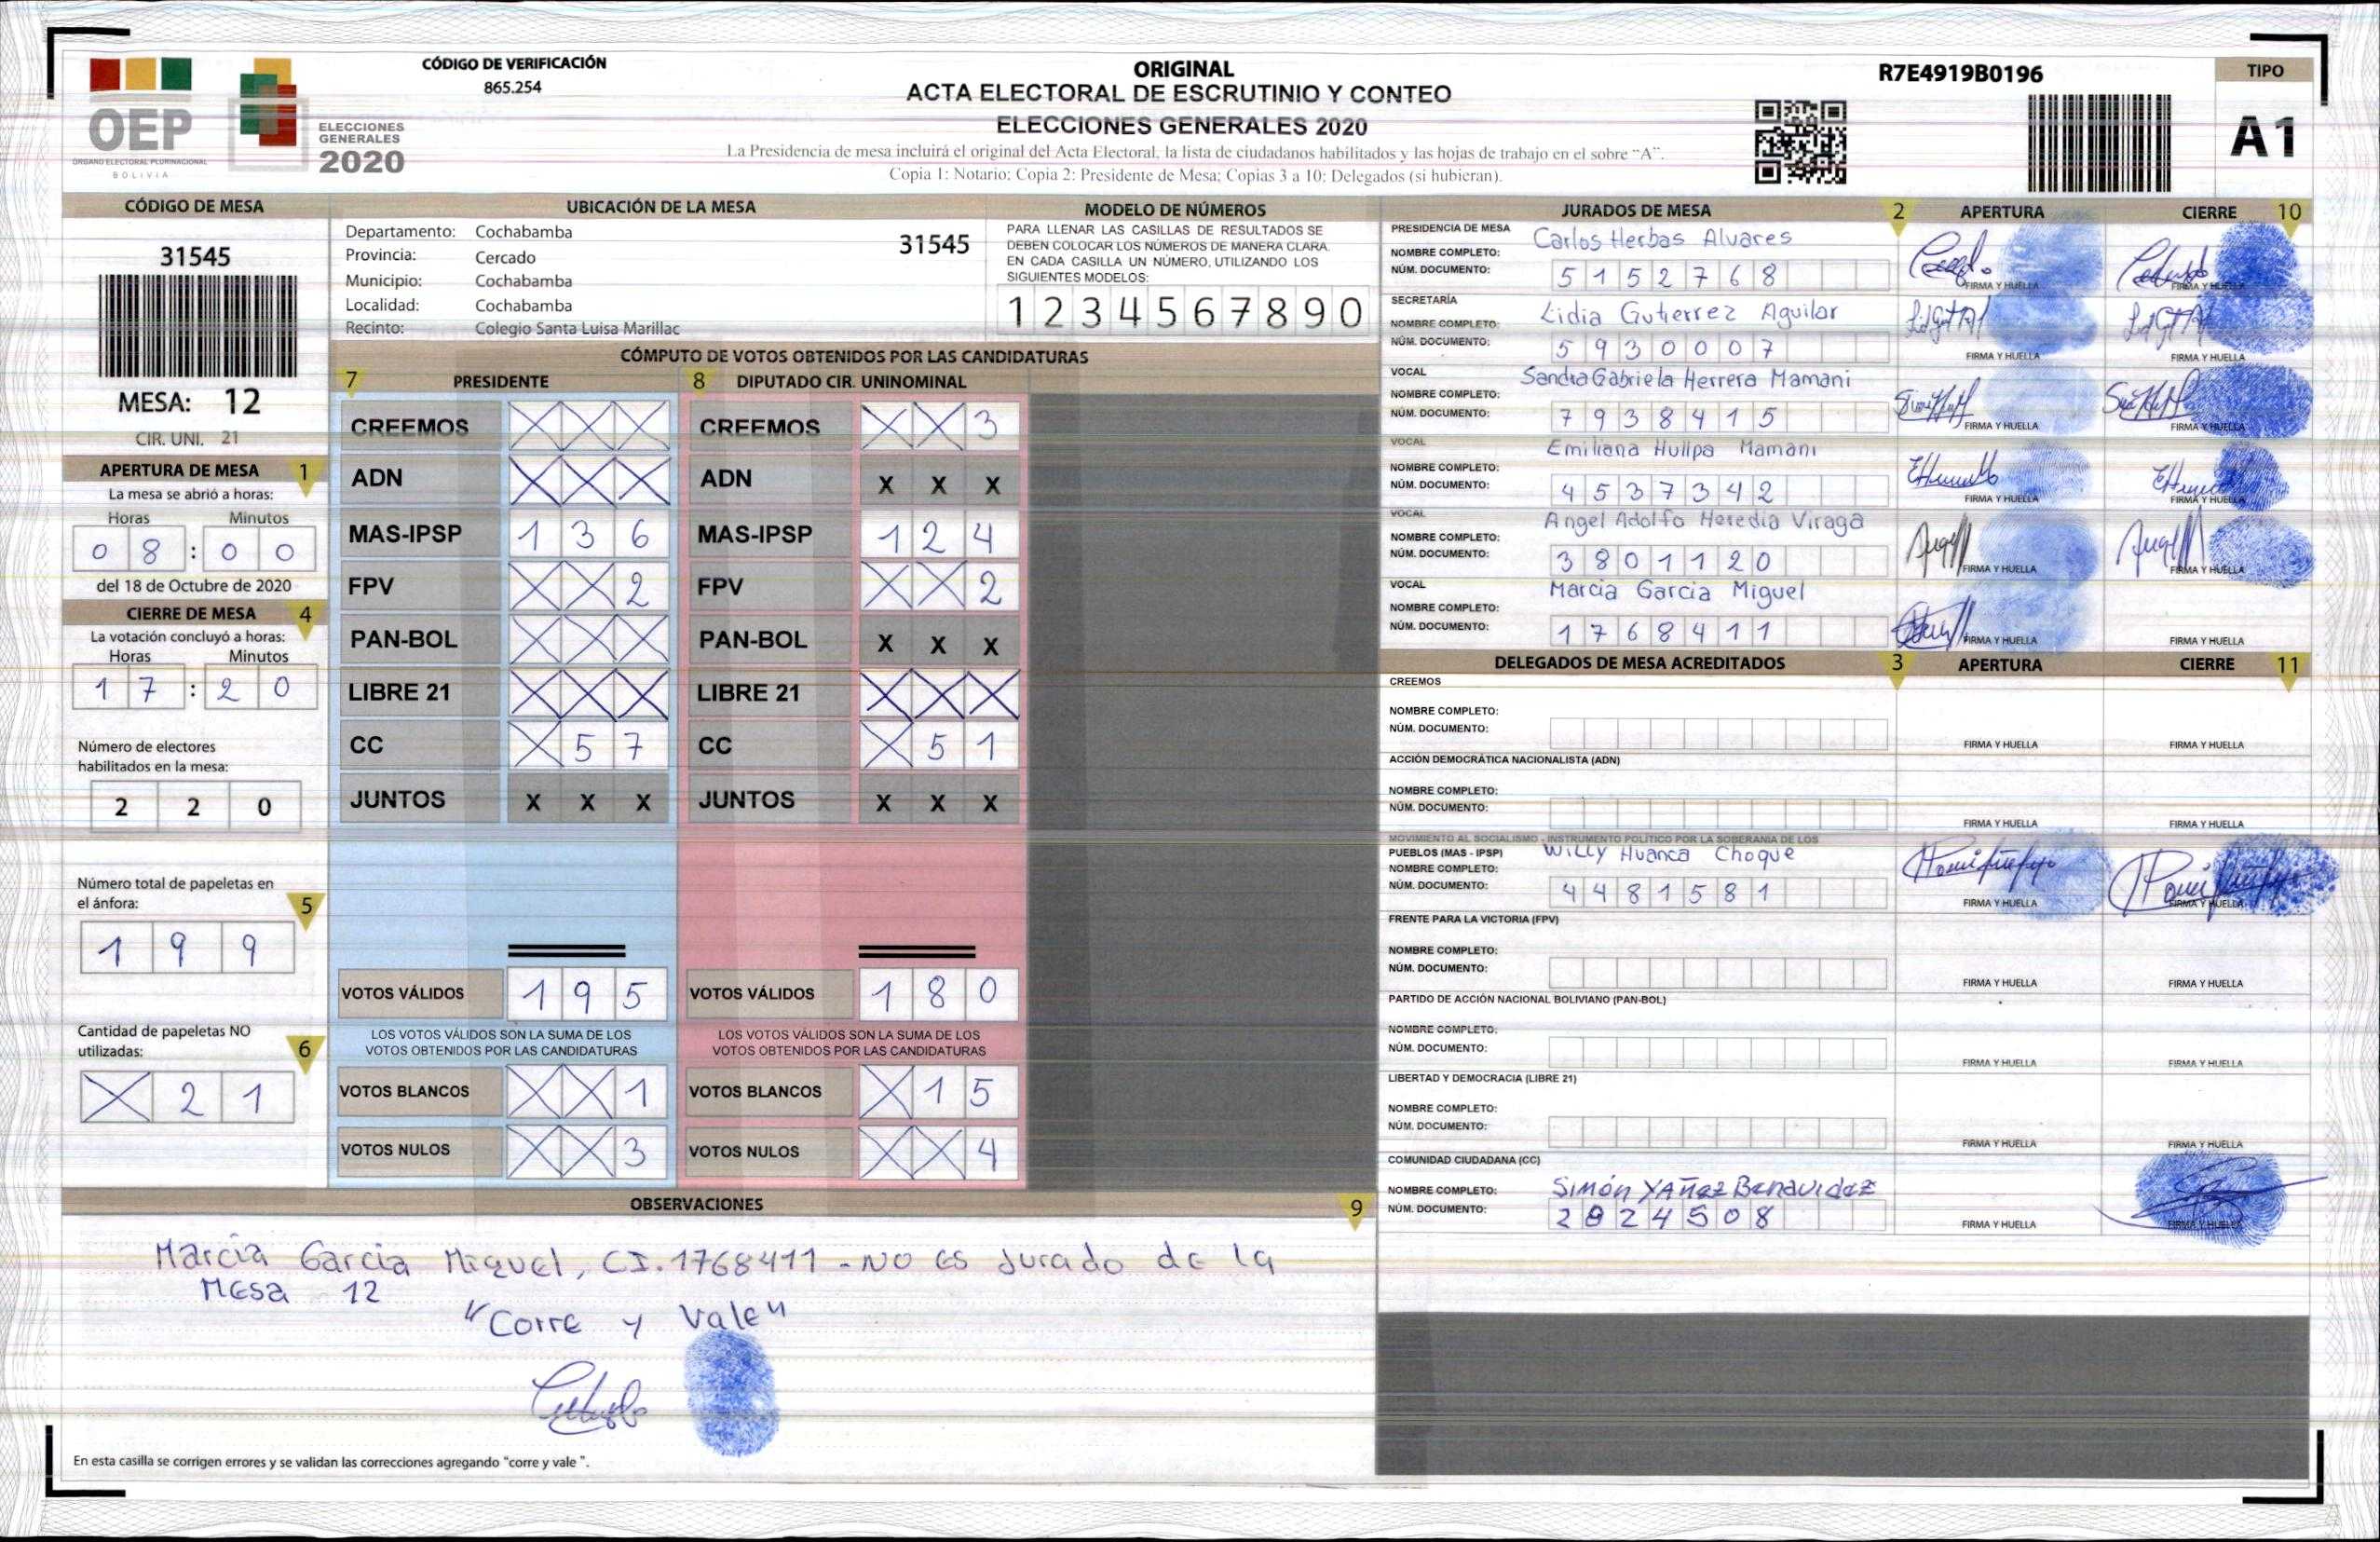 OEP
ÓRGANO ELECTORAL PLURINACIONAL
BOLIVIA
ELECCIONES
GENERALES
2020
CÓDIGO DE VERIFICACIÓN
865.254
ORIGINAL
ACTA ELECTORAL DE ESCRUTINIO Y CONTEO
ELECCIONES GENERALES 2020
La Presidencia de mesa incluirá el original del Acta Electoral, la lista de ciudadanos habilitados y las hojas de trabajo en el sobre "A".
Copia 1: Notario; Copia 2: Presidente de Mesa; Copias 3 a 10: Delegados (si hubieran).
R7E4919B0196
TIPO
A1
CÓDIGO DE MESA
31545
MESA: 12
CIR. UNI. 21
APERTURA DE MESA 1
La mesa se abrió a horas:
Horas Minutos
0 8 : 0 0
del 18 de Octubre de 2020
CIERRE DE MESA 4
La votación concluyó a horas:
Horas Minutos
1 7 : 2 0
Número de electores
habilitados en la mesa:
2 2 0
Número total de papeletas en
el ánfora:
5
1 9 9
Cantidad de papeletas NO
utilizadas:
6
X 2 1
UBICACIÓN DE LA MESA
Departamento: Cochabamba
31545
Provincia: Cercado
Municipio: Cochabamba
Localidad: Cochabamba
Recinto: Colegio Santa Luisa Marillac
MODELO DE NÚMEROS
PARA LLENAR LAS CASILLAS DE RESULTADOS SE
DEBEN COLOCAR LOS NÚMEROS DE MANERA CLARA.
EN CADA CASILLA UN NÚMERO, UTILIZANDO LOS
SIGUIENTES MODELOS:
1 2 3 4 5 6 7 8 9 0
CÓMPUTO DE VOTOS OBTENIDOS POR LAS CANDIDATURAS
7 PRESIDENTE
CREEMOS X X X
ADN X X X
MAS-IPSP 1 3 6
FPV X X 2
PAN-BOL X X X
LIBRE 21 X X X
CC X 5 7
JUNTOS X X X
VOTOS VÁLIDOS 1 9 5
LOS VOTOS VÁLIDOS SON LA SUMA DE LOS
VOTOS OBTENIDOS POR LAS CANDIDATURAS
VOTOS BLANCOS X X 1
VOTOS NULOS X X 3
8 DIPUTADO CIR. UNINOMINAL
CREEMOS X X 3
ADN X X X
MAS-IPSP 1 2 4
FPV X X 2
PAN-BOL X X X
LIBRE 21 X X X
CC X 5 1
JUNTOS X X X
VOTOS VÁLIDOS 1 8 0
LOS VOTOS VÁLIDOS SON LA SUMA DE LOS
VOTOS OBTENIDOS POR LAS CANDIDATURAS
VOTOS BLANCOS X 1 5
VOTOS NULOS X X 4
OBSERVACIONES
9
Marcia Garcia Miguel, CI.1768411 - NO es Jurado de la
Mesa 12
"Corre y Vale"
En esta casilla se corrigen errores y se validan las correcciones agregando "corre y vale".
JURADOS DE MESA 2 APERTURA CIERRE 10
PRESIDENCIA DE MESA
NOMBRE COMPLETO: Carlos Herbas Alvares
NÚM. DOCUMENTO: 5 1 5 2 7 6 8
FIRMA Y HUELLA FIRMA Y HUELLA
SECRETARÍA
NOMBRE COMPLETO: Lidia Gutierrez Aguilar
NÚM. DOCUMENTO: 5 9 3 0 0 0 7
FIRMA Y HUELLA FIRMA Y HUELLA
VOCAL
NOMBRE COMPLETO: Sandra Gabriela Herrera Mamani
NÚM. DOCUMENTO: 7 9 3 8 4 1 5
FIRMA Y HUELLA FIRMA Y HUELLA
VOCAL
NOMBRE COMPLETO: Emiliana Hullpa Mamani
NÚM. DOCUMENTO: 4 5 3 7 3 4 2
FIRMA Y HUELLA FIRMA Y HUELLA
VOCAL
NOMBRE COMPLETO: Angel Adolfo Heredia Viraga
NÚM. DOCUMENTO: 3 8 0 1 1 2 0
FIRMA Y HUELLA FIRMA Y HUELLA
VOCAL
NOMBRE COMPLETO: Marcia Garcia Miguel
NÚM. DOCUMENTO: 1 7 6 8 4 1 1
FIRMA Y HUELLA FIRMA Y HUELLA
DELEGADOS DE MESA ACREDITADOS 3 APERTURA CIERRE 11
CREEMOS
NOMBRE COMPLETO:
NÚM. DOCUMENTO:
FIRMA Y HUELLA FIRMA Y HUELLA
ACCIÓN DEMOCRÁTICA NACIONALISTA (ADN)
NOMBRE COMPLETO:
NÚM. DOCUMENTO:
FIRMA Y HUELLA FIRMA Y HUELLA
MOVIMIENTO AL SOCIALISMO - INSTRUMENTO POLÍTICO POR LA SOBERANÍA DE LOS
PUEBLOS (MAS - IPSP) Willy Huanca Choque
NOMBRE COMPLETO:
NÚM. DOCUMENTO: 4 4 8 1 5 8 1
FIRMA Y HUELLA FIRMA Y HUELLA
FRENTE PARA LA VICTORIA (FPV)
NOMBRE COMPLETO:
NÚM. DOCUMENTO:
FIRMA Y HUELLA FIRMA Y HUELLA
PARTIDO DE ACCIÓN NACIONAL BOLIVIANO (PAN-BOL)
NOMBRE COMPLETO:
NÚM. DOCUMENTO:
FIRMA Y HUELLA FIRMA Y HUELLA
LIBERTAD Y DEMOCRACIA (LIBRE 21)
NOMBRE COMPLETO:
NÚM. DOCUMENTO:
FIRMA Y HUELLA FIRMA Y HUELLA
COMUNIDAD CIUDADANA (CC)
NOMBRE COMPLETO: Simón Yañez Benavidez
NÚM. DOCUMENTO: 2 8 2 4 5 0 8
FIRMA Y HUELLA FIRMA Y HUELLA